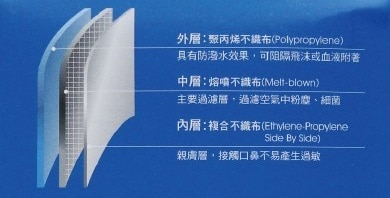 外層：聚丙烯不織布(Polypropylene)
具有防潑水效果，可阻隔飛沫或血液附著
中層：熔噴不織布(Melt-blown)
主要過濾層，過濾空氣中粉塵、細菌
內層：複合不織布(Ethylene-Propylene
Side By Side)
親膚層，接觸口鼻不易產生過敏